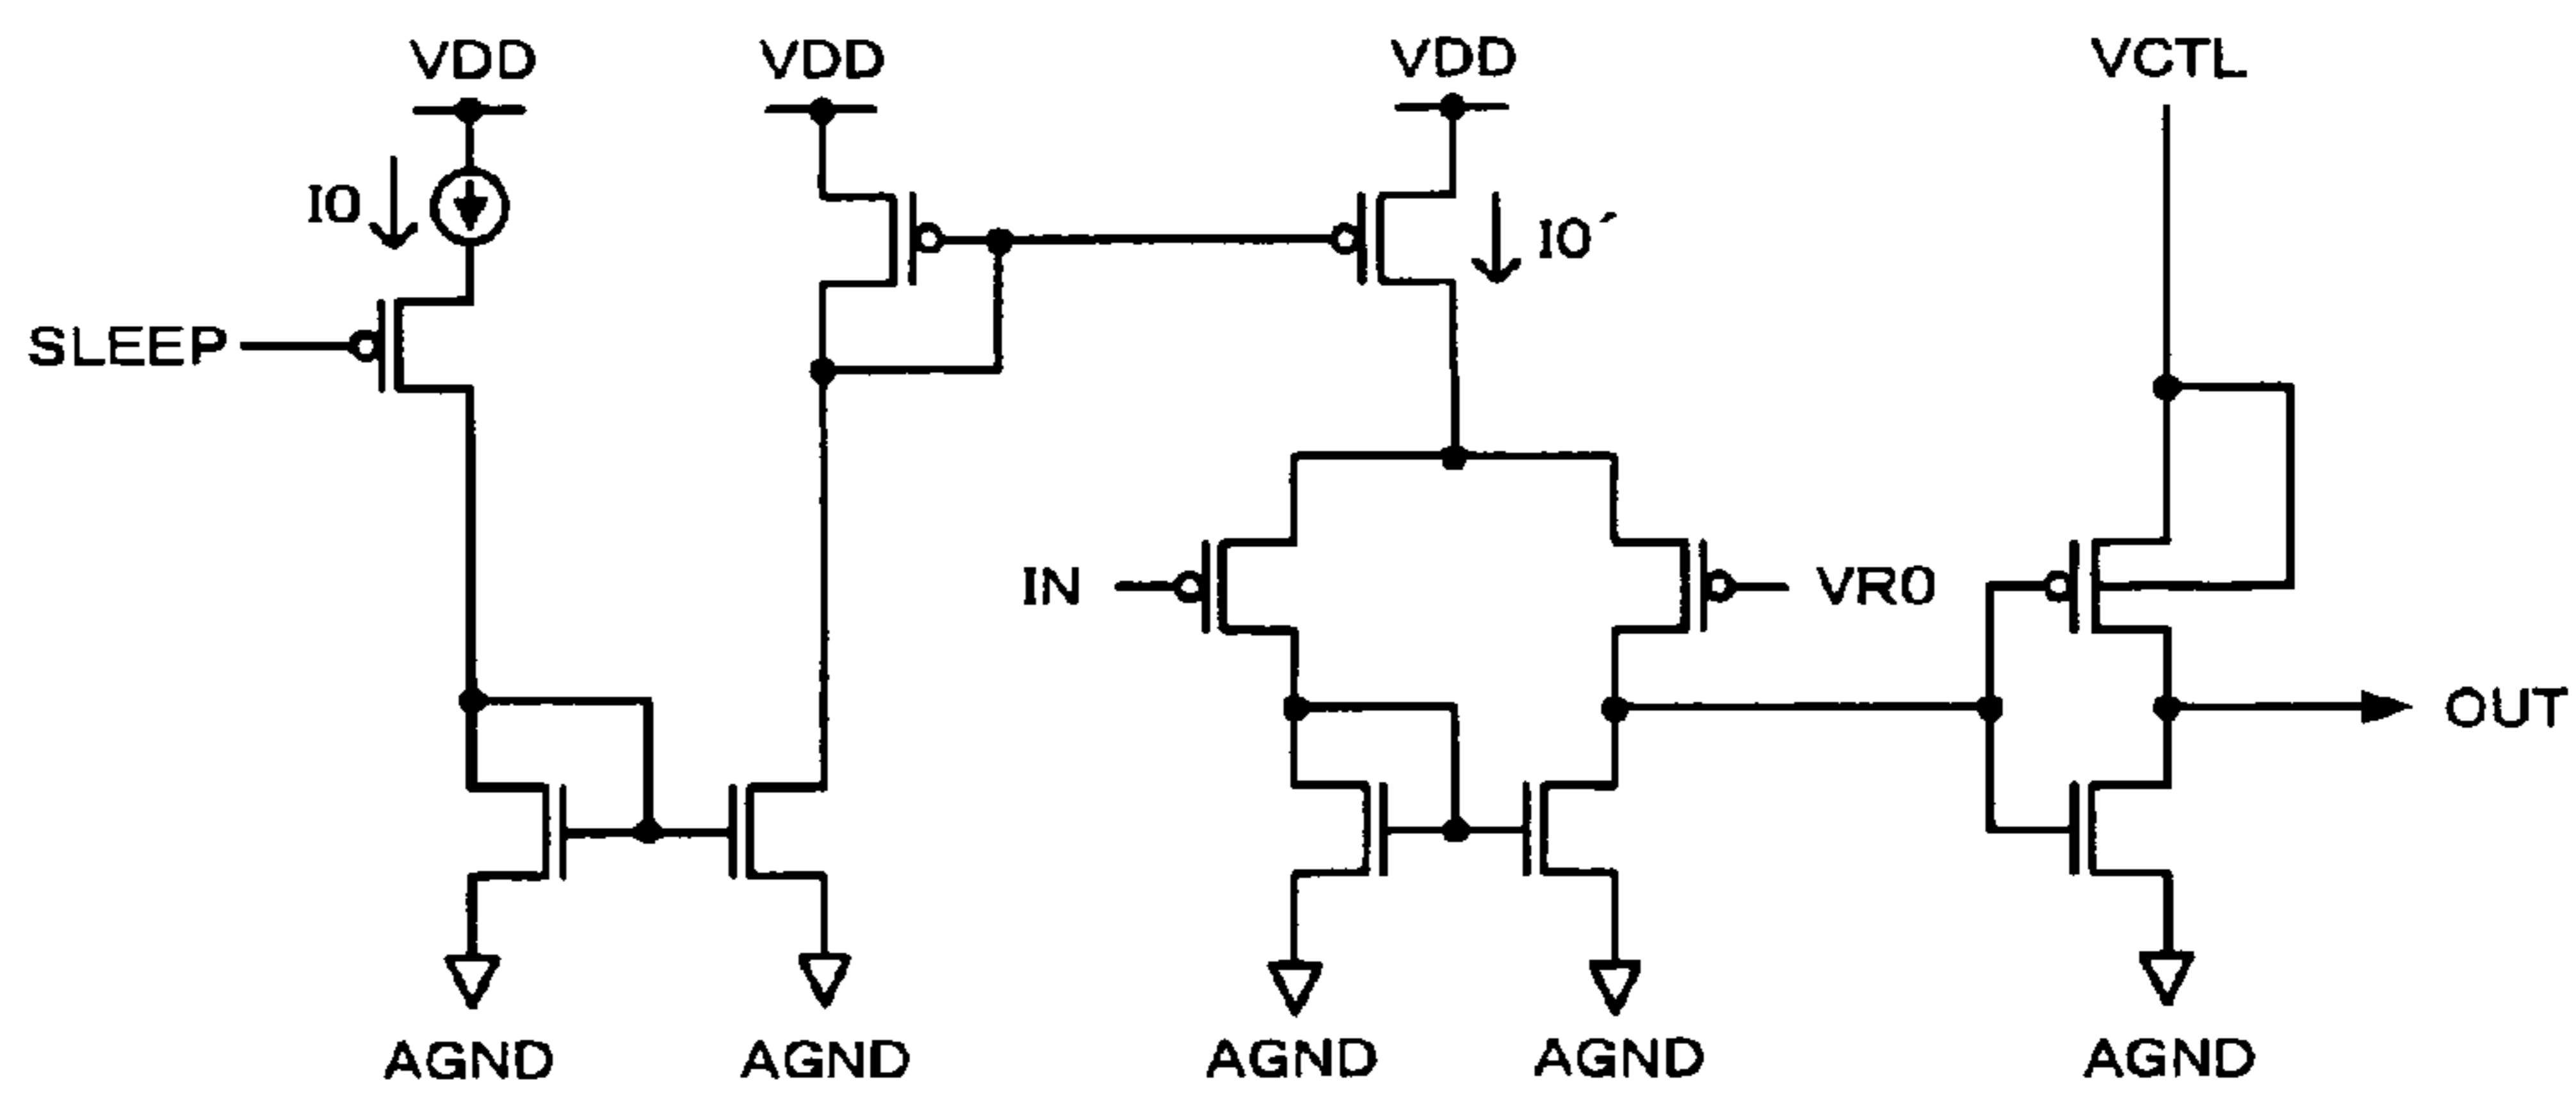 VDD VDD VDD VCTL
I0 I0´
SLEEP
IN VR0
OUT
AGND AGND AGND AGND AGND